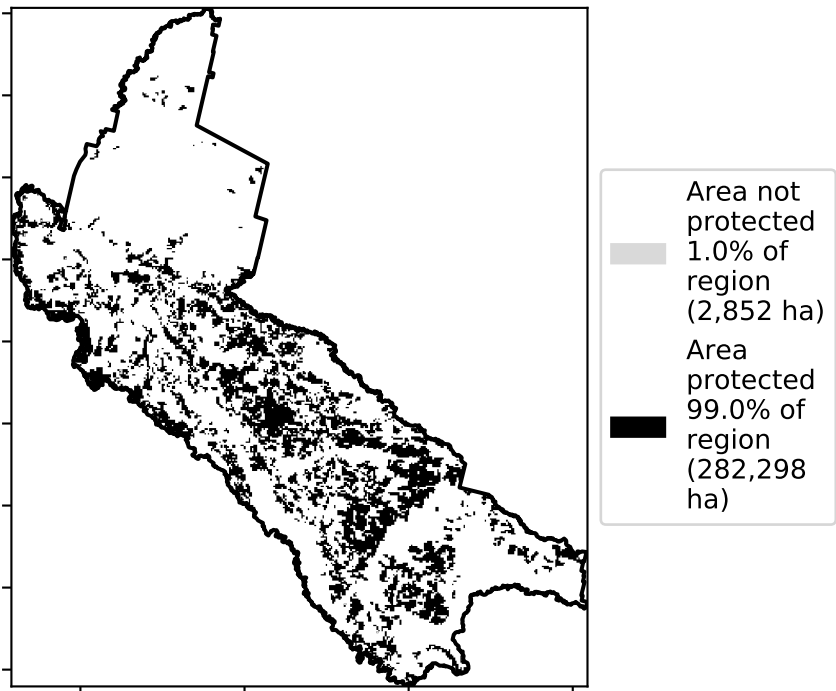 Area not
protected
1.0% of
region
(2,852 ha)
Area
protected
99.0% of
region
(282,298
ha)